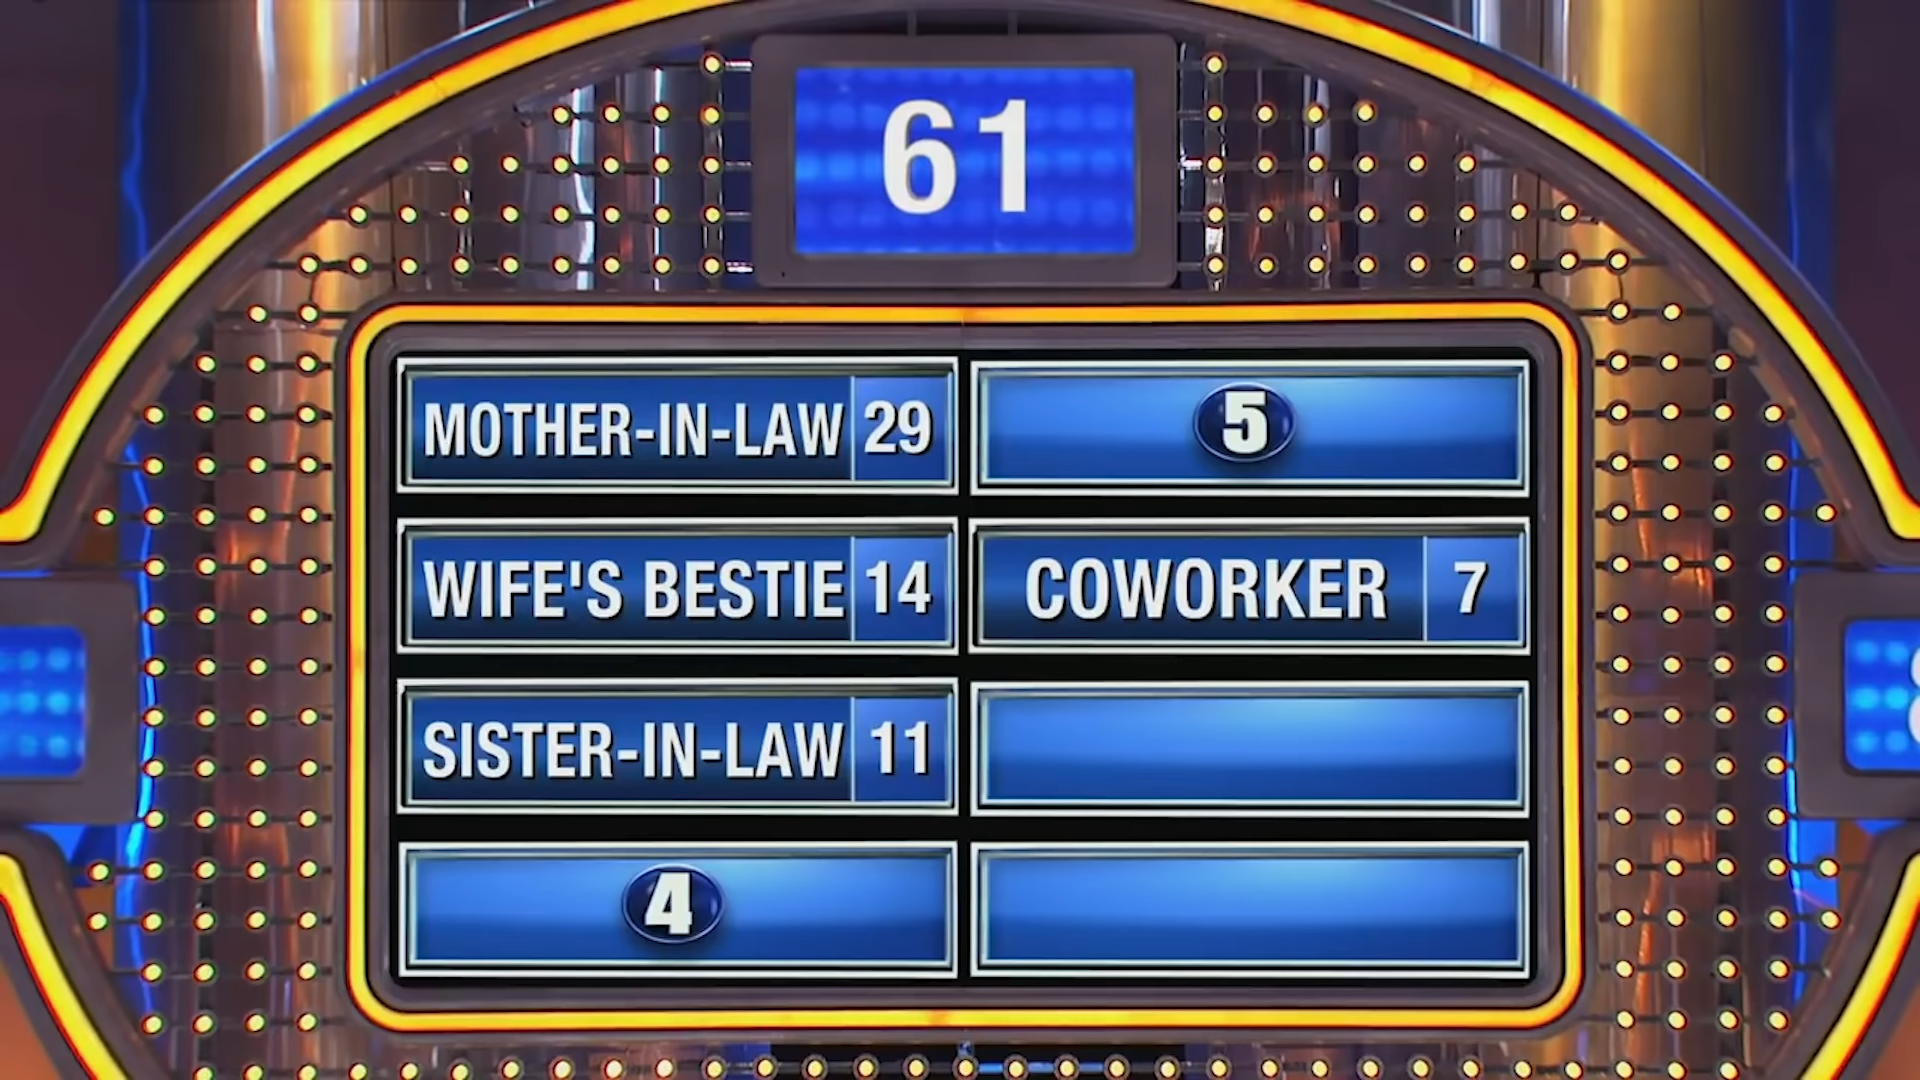 61
MOTHER-IN-LAW 29
5
WIFE'S BESTIE 14
COWORKER 7
SISTER-IN-LAW 11
4